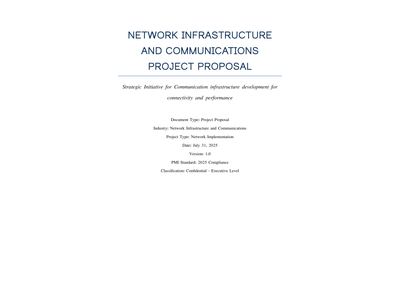 NETWORK INFRASTRUCTURE
AND COMMUNICATIONS
PROJECT PROPOSAL
Strategic Initiative for Communication infrastructure development for
connectivity and performance
Document Type: Project Proposal
Industry: Network Infrastructure and Communications
Project Type: Network Implementation
Date: July 31, 2025
Version: 1.0
PMI Standard: 2025 Compliance
Classification: Confidential - Executive Level